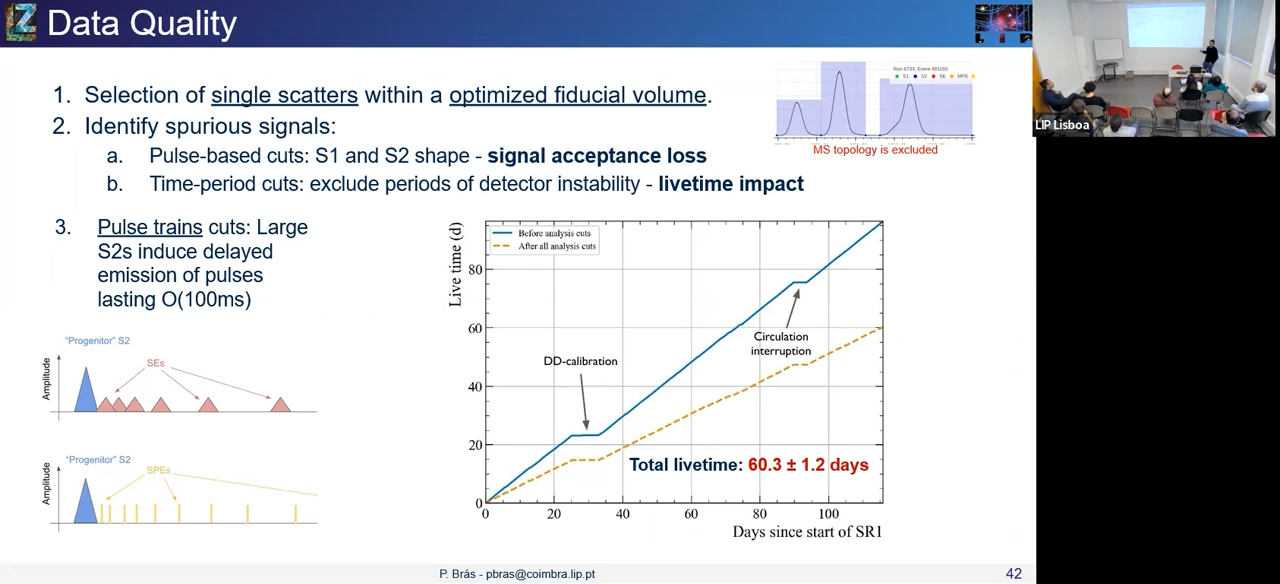 Data Quality
1. Selection of single scatters within a optimized fiducial volume.
2. Identify spurious signals:
a. Pulse-based cuts: S1 and S2 shape - signal acceptance loss
b. Time-period cuts: exclude periods of detector instability - livetime impact
3. Pulse trains cuts: Large
S2s induce delayed
emission of pulses
lasting O(100ms)
Run 6733, Event 481193
S1 S2 SE MPE
MS topology is excluded
LIP Lisboa
"Progenitor" S2
SEs
Amplitude
"Progenitor" S2
SPEs
Amplitude
Live time (d)
Before analysis cuts
After all analysis cuts
80
60
40
20
0
DD-calibration
Circulation
interruption
Total livetime: 60.3 ± 1.2 days
0 20 40 60 80 100
Days since start of SR1
P. Brás - pbras@coimbra.lip.pt
42